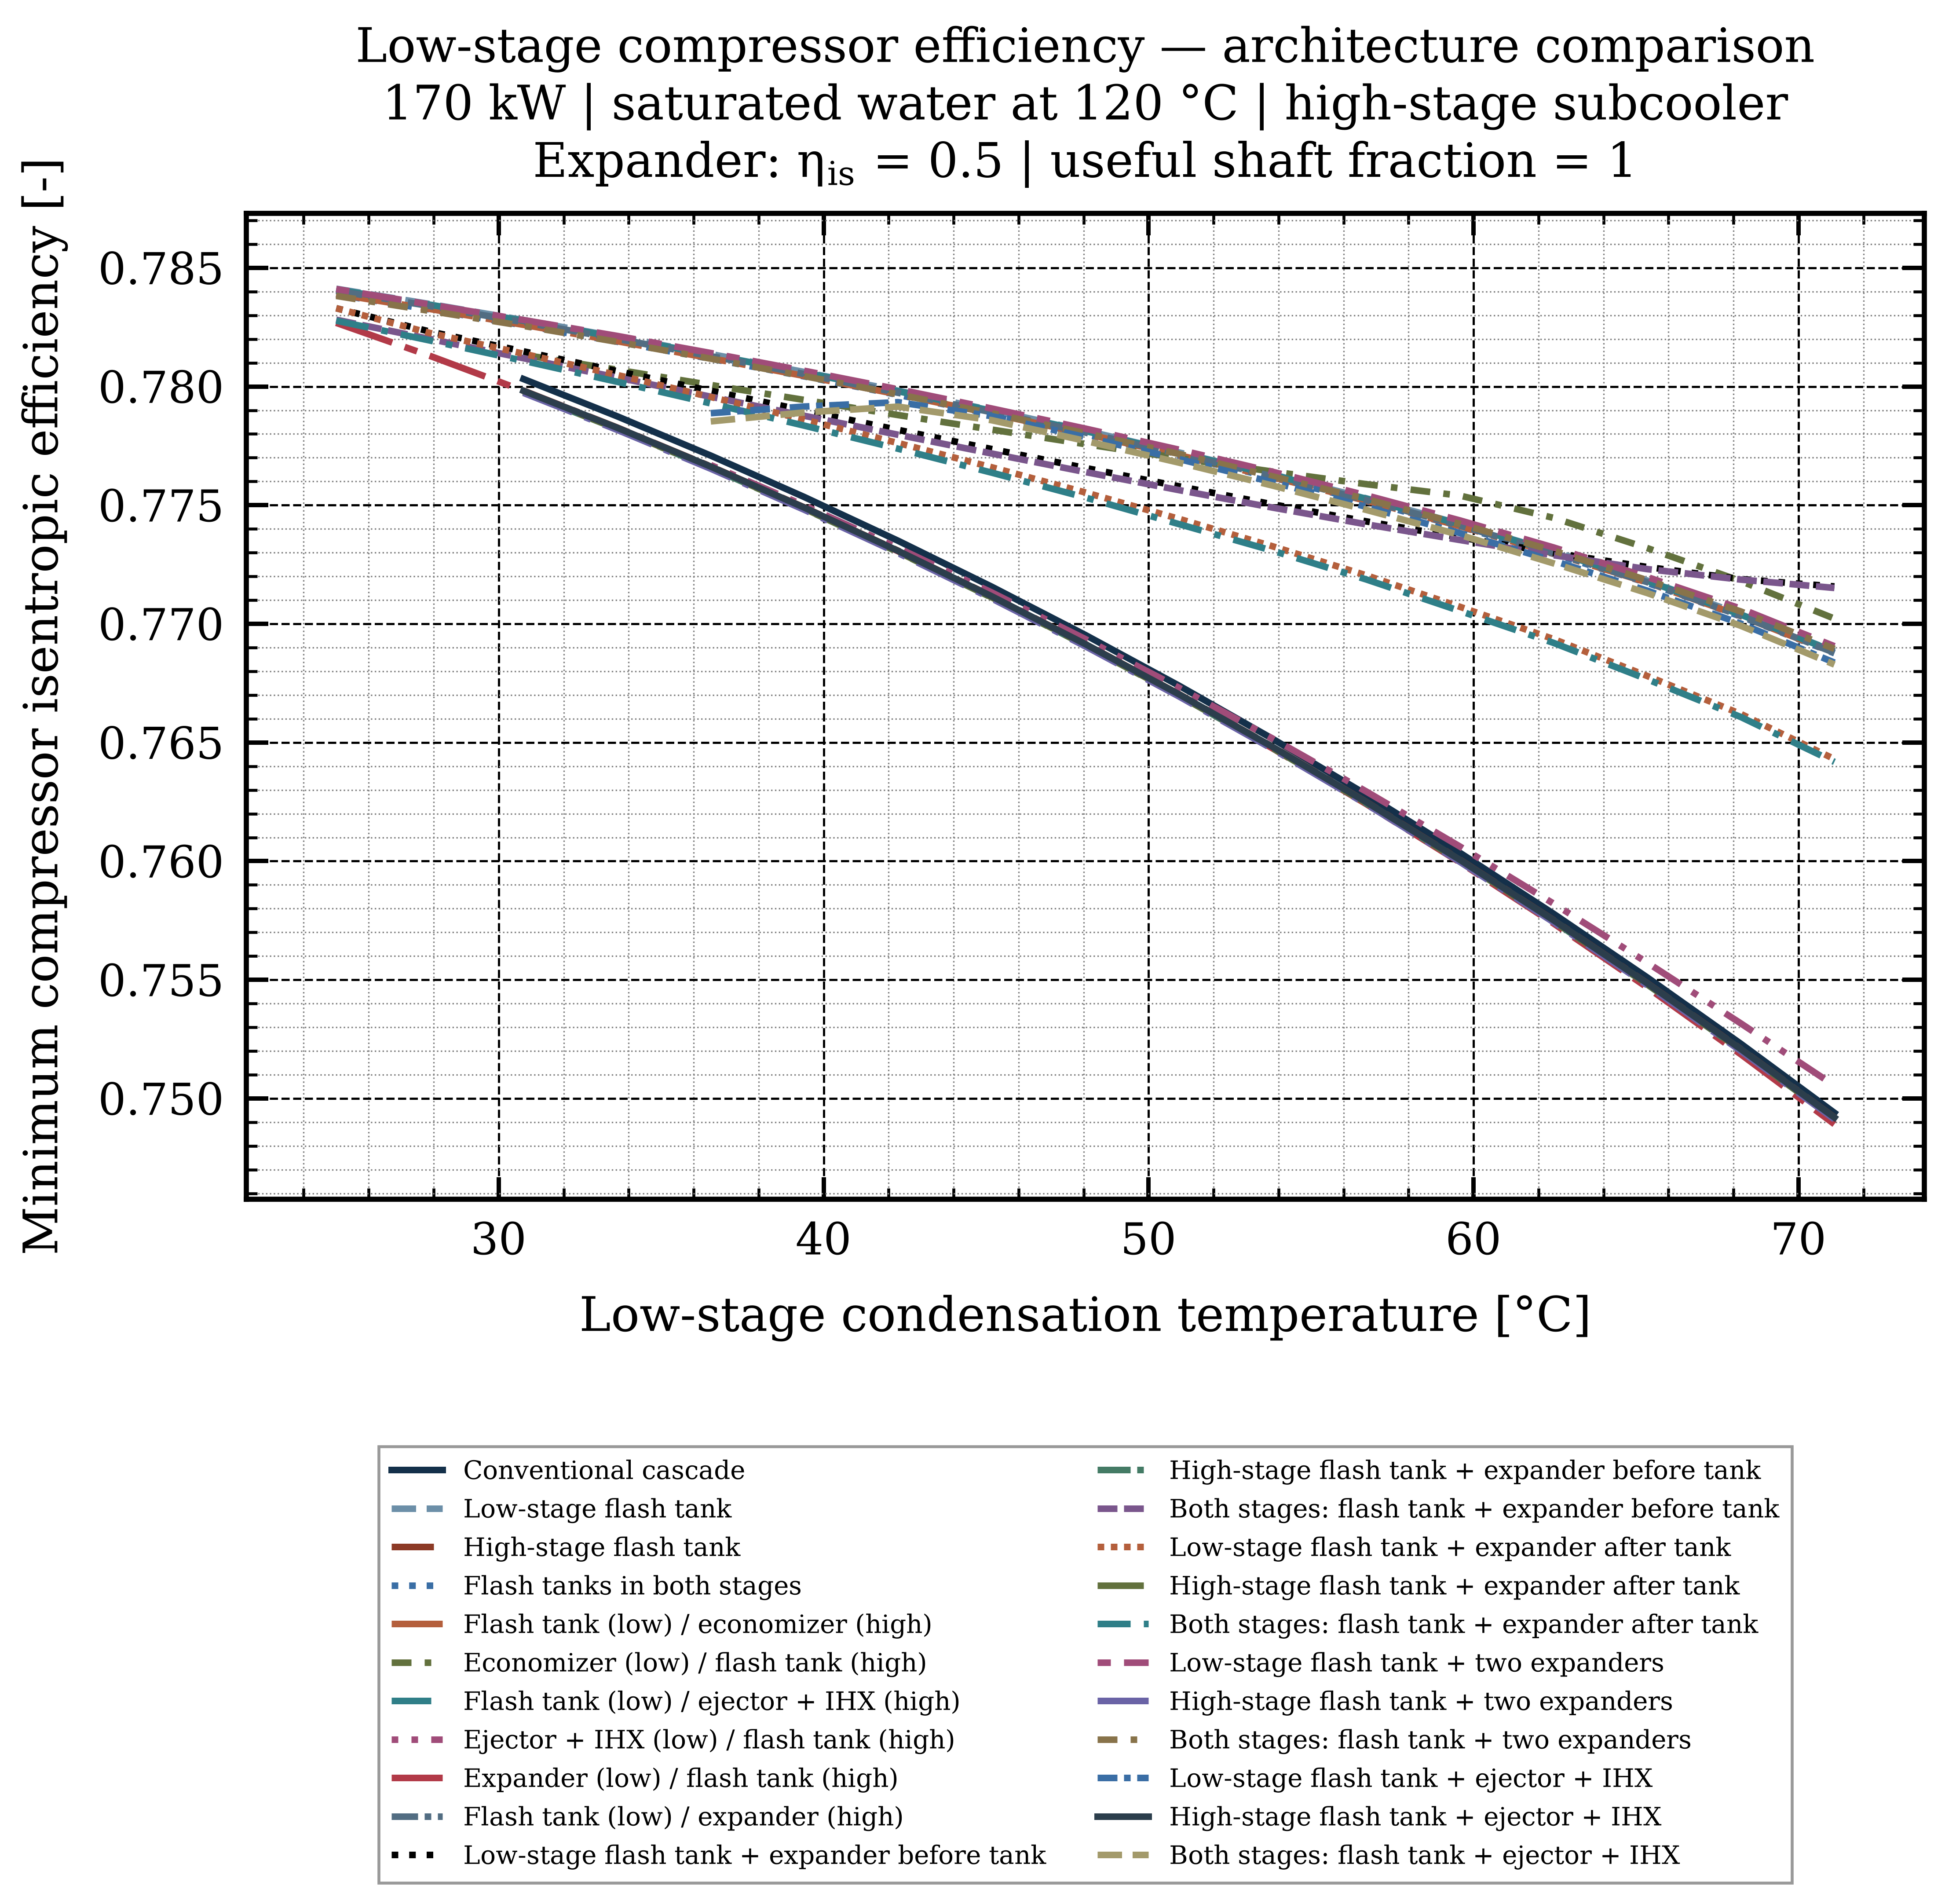 Low-stage compressor efficiency — architecture comparison
170 kW | saturated water at 120 °C | high-stage subcooler
Expander: ηis = 0.5 | useful shaft fraction = 1
Minimum compressor isentropic efficiency [-]
0.785
0.780
0.775
0.770
0.765
0.760
0.755
0.750
30 40 50 60 70
Low-stage condensation temperature [°C]
Conventional cascade
Low-stage flash tank
High-stage flash tank
Flash tanks in both stages
Flash tank (low) / economizer (high)
Economizer (low) / flash tank (high)
Flash tank (low) / ejector + IHX (high)
Ejector + IHX (low) / flash tank (high)
Expander (low) / flash tank (high)
Flash tank (low) / expander (high)
Low-stage flash tank + expander before tank
High-stage flash tank + expander before tank
Both stages: flash tank + expander before tank
Low-stage flash tank + expander after tank
High-stage flash tank + expander after tank
Both stages: flash tank + expander after tank
Low-stage flash tank + two expanders
High-stage flash tank + two expanders
Both stages: flash tank + two expanders
Low-stage flash tank + ejector + IHX
High-stage flash tank + ejector + IHX
Both stages: flash tank + ejector + IHX